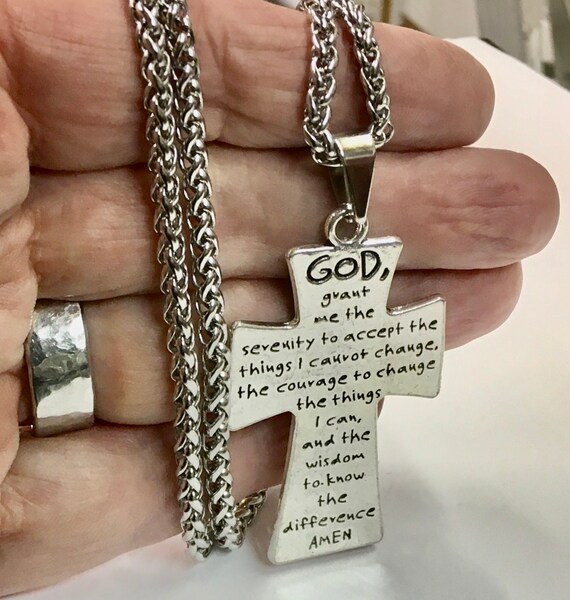 GOD,
grant
me the
serenity to accept the
things I cannot change,
the courage to change
the things
I can,
and the
wisdom
to know
the
difference
AMEN